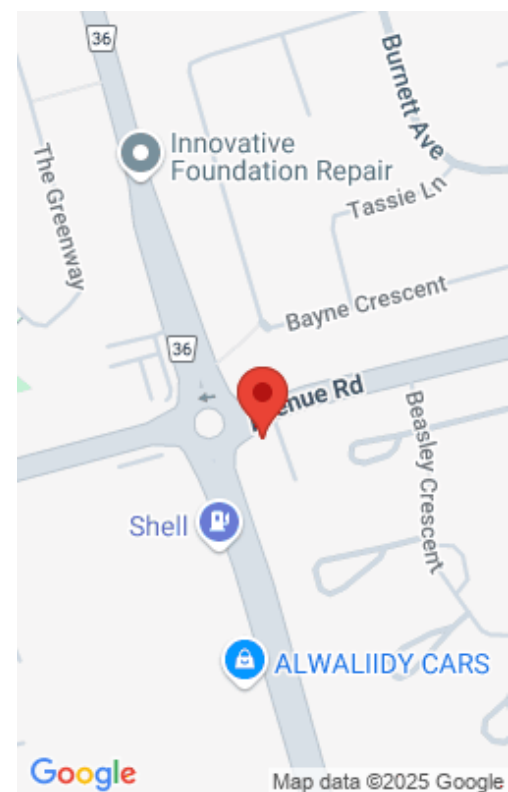 36
Burnett Ave
Innovative
Foundation Repair
The Greenway
Tassie Ln
Bayne Crescent
36
enue Rd
Beasley Crescent
Shell
ALWALIIDY CARS
Google
Map data ©2025 Google